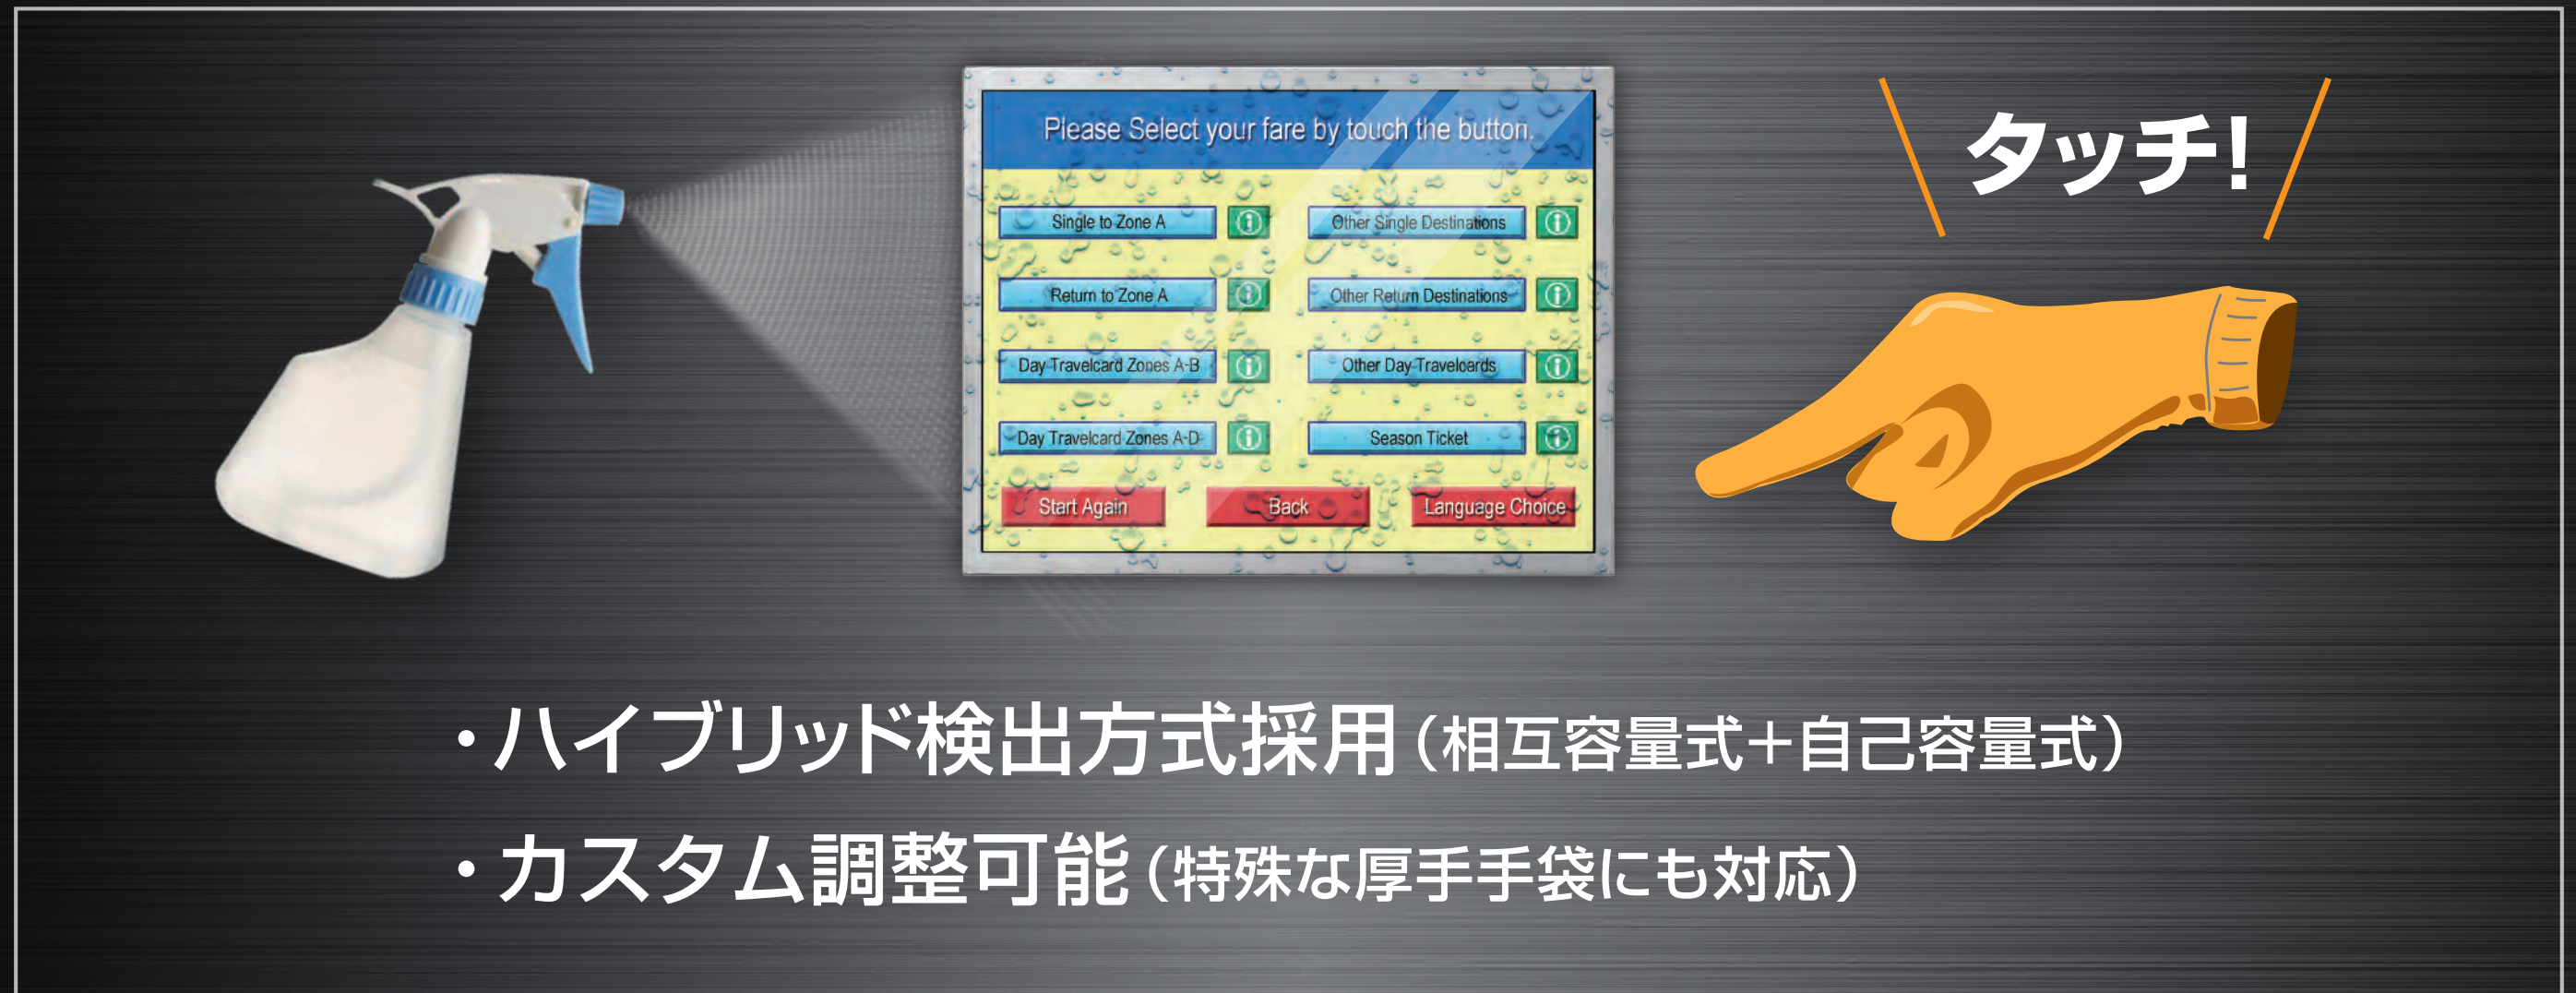 Please Select your fare by touch the button.
タッチ!
Single to Zone A
Other Single Destinations
Return to Zone A
Other Return Destinations
Day Travelcard Zones A-B
Other Day Travelcards
Day Travelcard Zones A-D
Season Ticket
Start Again
Back
Language Choice
・ハイブリッド検出方式採用（相互容量式＋自己容量式）
・カスタム調整可能（特殊な厚手手袋にも対応）